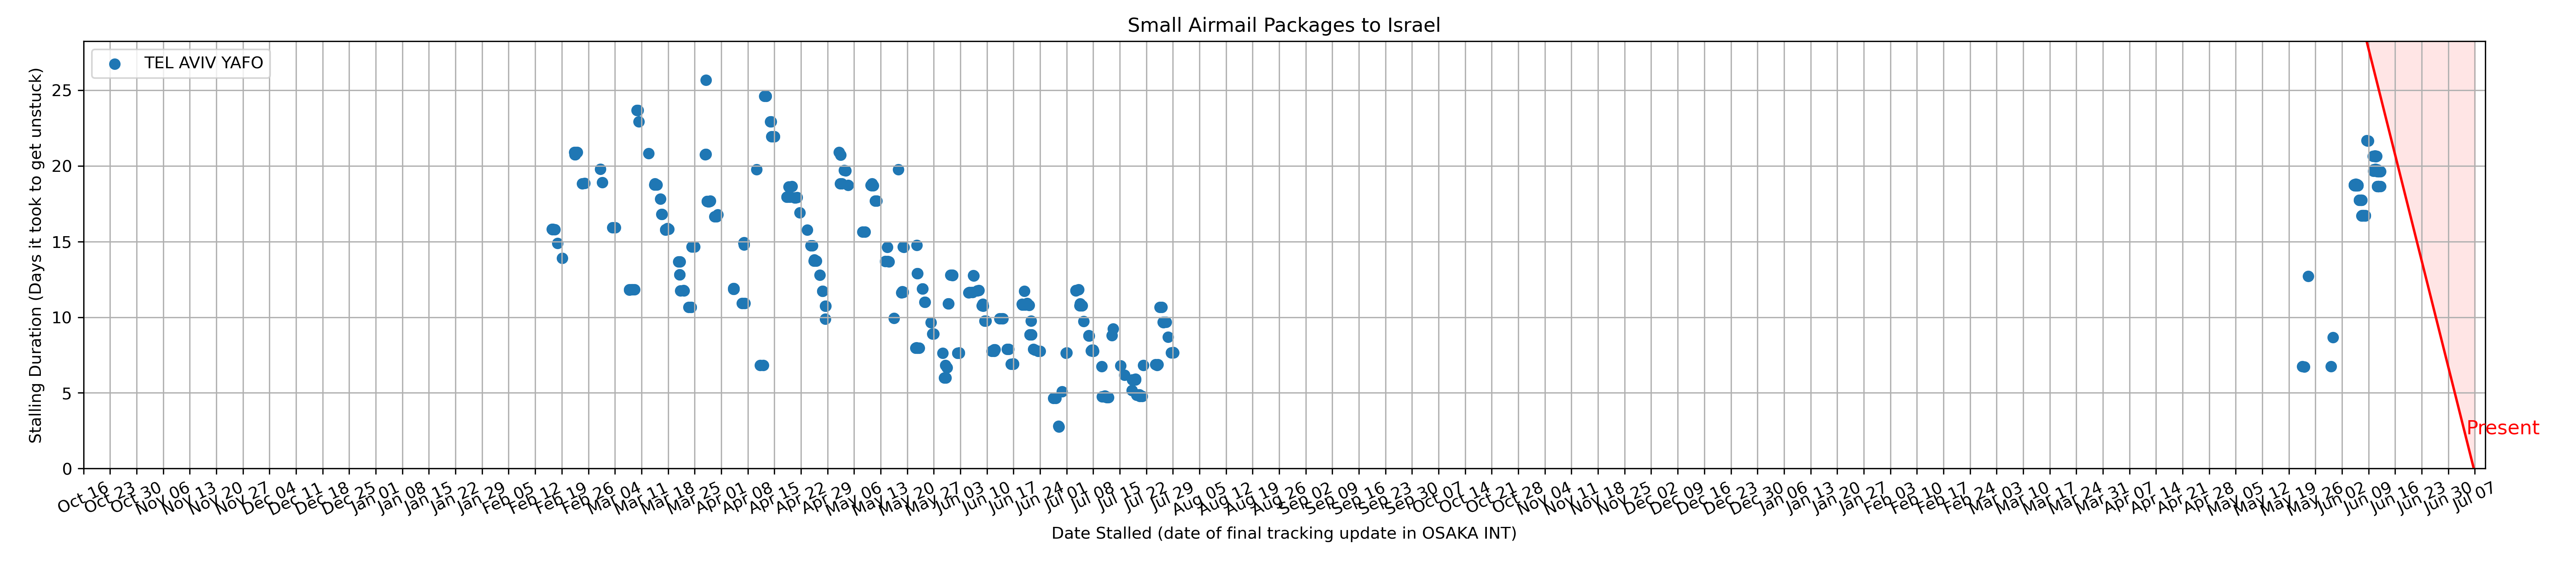 Small Airmail Packages to Israel
TEL AVIV YAFO
Stalling Duration (Days it took to get unstuck)
25
20
15
10
5
0
Present
Oct 16
Oct 23
Oct 30
Nov 06
Nov 13
Nov 20
Nov 27
Dec 04
Dec 11
Dec 18
Dec 25
Jan 01
Jan 08
Jan 15
Jan 22
Jan 29
Feb 05
Feb 12
Feb 19
Feb 26
Mar 04
Mar 11
Mar 18
Mar 25
Apr 01
Apr 08
Apr 15
Apr 22
Apr 29
May 06
May 13
May 20
May 27
Jun 03
Jun 10
Jun 17
Jun 24
Jul 01
Jul 08
Jul 15
Jul 22
Jul 29
Aug 05
Aug 12
Aug 19
Aug 26
Sep 02
Sep 09
Sep 16
Sep 23
Sep 30
Oct 07
Oct 14
Oct 21
Oct 28
Nov 04
Nov 11
Nov 18
Nov 25
Dec 02
Dec 09
Dec 16
Dec 23
Dec 30
Jan 06
Jan 13
Jan 20
Jan 27
Feb 03
Feb 10
Feb 17
Feb 24
Mar 03
Mar 10
Mar 17
Mar 24
Mar 31
Apr 07
Apr 14
Apr 21
Apr 28
May 05
May 12
May 19
May 26
Jun 02
Jun 09
Jun 16
Jun 23
Jun 30
Jul 07
Date Stalled (date of final tracking update in OSAKA INT)